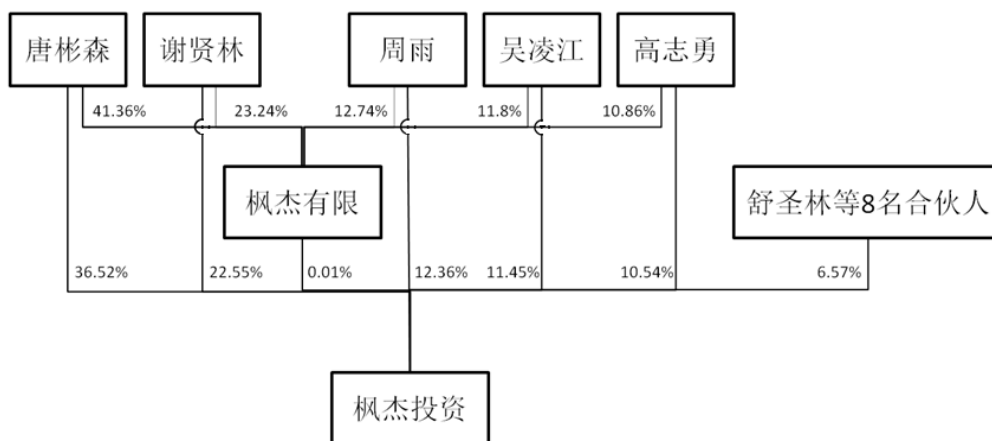 唐彬森
谢贤林
周雨
吴凌江
高志勇
41.36%
23.24%
12.74%
11.8%
10.86%
枫杰有限
舒圣林等8名合伙人
36.52%
22.55%
0.01%
12.36%
11.45%
10.54%
6.57%
枫杰投资